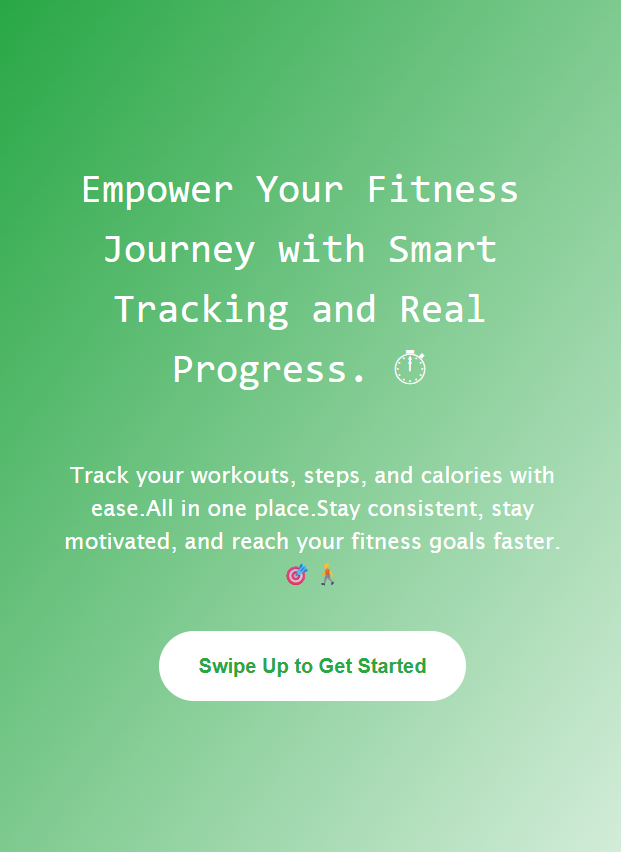 Empower Your Fitness
Journey with Smart
Tracking and Real
Progress. ⏱
Track your workouts, steps, and calories with
ease.All in one place.Stay consistent, stay
motivated, and reach your fitness goals faster.
🎯🚶
Swipe Up to Get Started